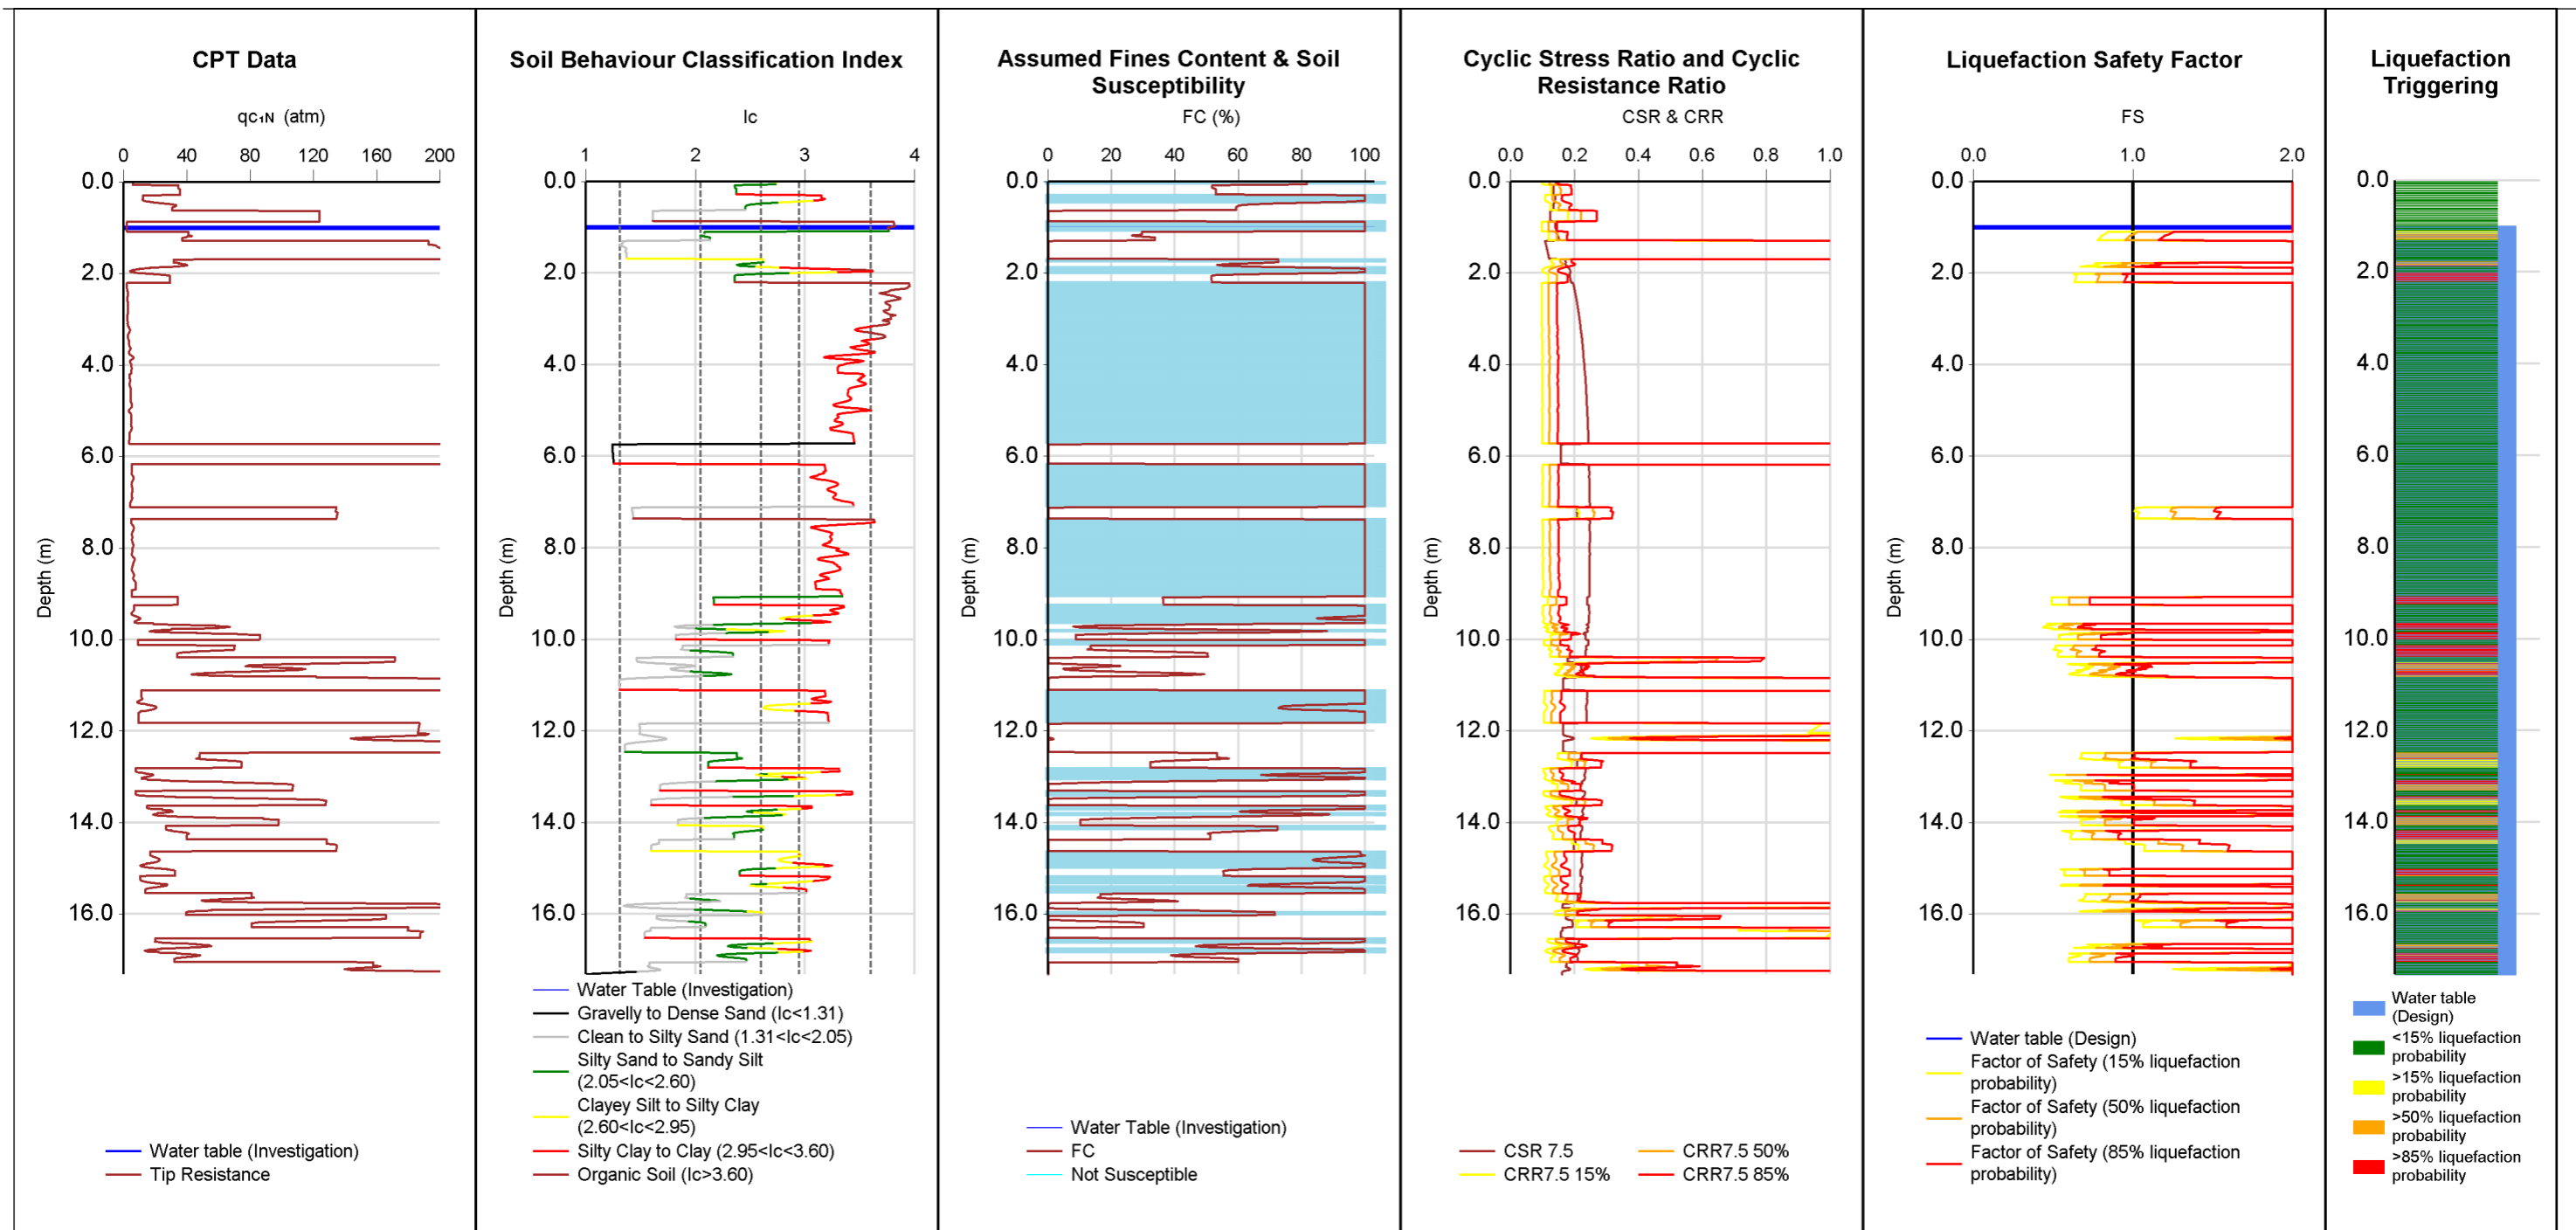 CPT Data
qc₁ɴ (atm)
0 40 80 120 160 200
0.0
2.0
4.0
6.0
8.0
10.0
12.0
14.0
16.0
Depth (m)
Water table (Investigation)
Tip Resistance
Soil Behaviour Classification Index
Ic
1 2 3 4
0.0
2.0
4.0
6.0
8.0
10.0
12.0
14.0
16.0
Depth (m)
Water Table (Investigation)
Gravelly to Dense Sand (Ic<1.31)
Clean to Silty Sand (1.31<Ic<2.05)
Silty Sand to Sandy Silt
(2.05<Ic<2.60)
Clayey Silt to Silty Clay
(2.60<Ic<2.95)
Silty Clay to Clay (2.95<Ic<3.60)
Organic Soil (Ic>3.60)
Assumed Fines Content & Soil
Susceptibility
FC (%)
0 20 40 60 80 100
0.0
2.0
4.0
6.0
8.0
10.0
12.0
14.0
16.0
Depth (m)
Water Table (Investigation)
FC
Not Susceptible
Cyclic Stress Ratio and Cyclic
Resistance Ratio
CSR & CRR
0.0 0.2 0.4 0.6 0.8 1.0
0.0
2.0
4.0
6.0
8.0
10.0
12.0
14.0
16.0
Depth (m)
CSR 7.5 CRR7.5 50%
CRR7.5 15% CRR7.5 85%
Liquefaction Safety Factor
FS
0.0 1.0 2.0
0.0
2.0
4.0
6.0
8.0
10.0
12.0
14.0
16.0
Depth (m)
Water table (Design)
Factor of Safety (15% liquefaction
probability)
Factor of Safety (50% liquefaction
probability)
Factor of Safety (85% liquefaction
probability)
Liquefaction
Triggering
0.0
2.0
4.0
6.0
8.0
10.0
12.0
14.0
16.0
Water table
(Design)
<15% liquefaction
probability
>15% liquefaction
probability
>50% liquefaction
probability
>85% liquefaction
probability